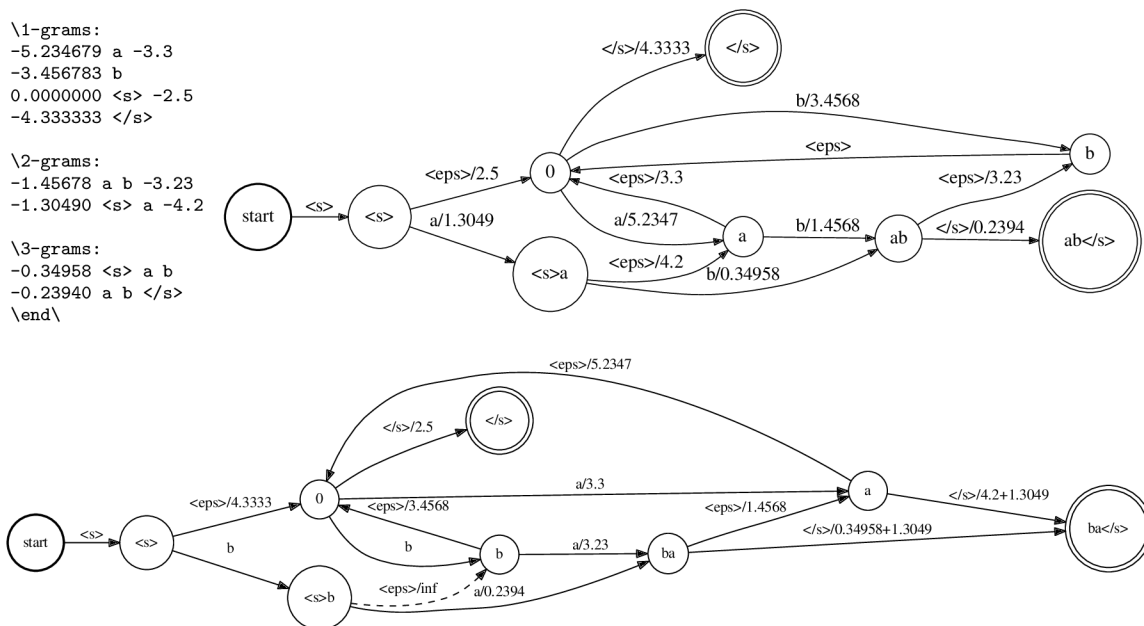 \1-grams:
-5.234679 a -3.3
-3.456783 b
0.0000000 <s> -2.5
-4.333333 </s>
\2-grams:
-1.45678 a b -3.23
-1.30490 <s> a -4.2
\3-grams:
-0.34958 <s> a b
-0.23940 a b </s>
\end\
</s>/4.3333
</s>
b/3.4568
<eps>
b
<eps>/2.5
0
<eps>/3.3
<eps>/3.23
start
<s>
<s>
a/1.3049
a/5.2347
a
b/1.4568
ab
</s>/0.2394
ab</s>
<s>a
<eps>/4.2
b/0.34958
<eps>/5.2347
</s>/2.5
</s>
<eps>/4.3333
0
a/3.3
a
<eps>/3.4568
<eps>/1.4568
</s>/4.2+1.3049
start
<s>
<s>
b
b
b
a/3.23
ba
</s>/0.34958+1.3049
ba</s>
<s>b
<eps>/inf
a/0.2394